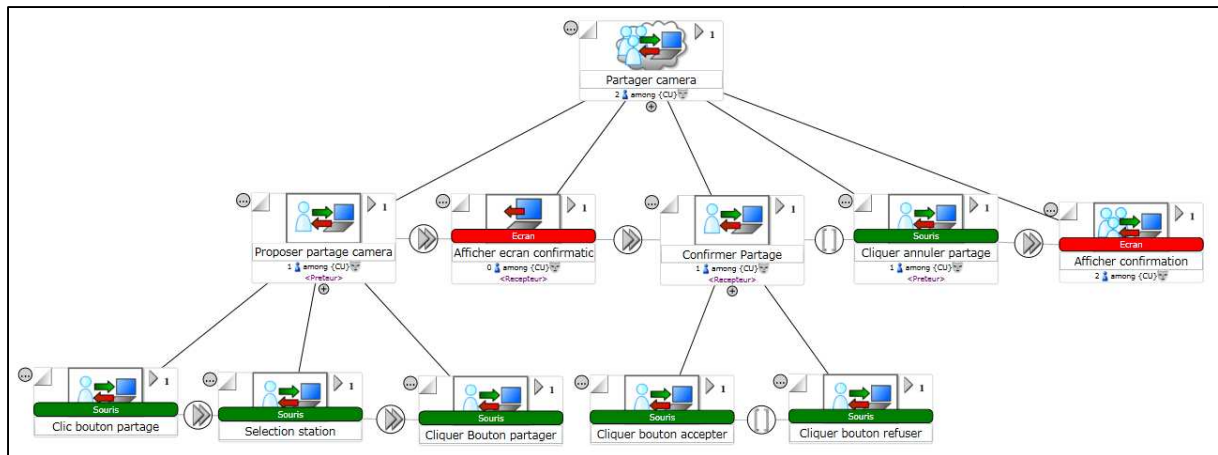 1
Partager camera
2 among {CU}
1
Proposer partage camera
1 among {CU}
<Preteur>
1
Ecran
Afficher ecran confirmatic
0 among {CU}
<Recepteur>
1
Confirmer Partage
1 among {CU}
<Recepteur>
1
Souris
Cliquer annuler partage
1 among {CU}
<Preteur>
1
Ecran
Afficher confirmation
2 among {CU}
1
Souris
Clic bouton partage
1
Souris
Selection station
1
Souris
Cliquer Bouton partager
1
Souris
Cliquer bouton accepter
1
Souris
Cliquer bouton refuser